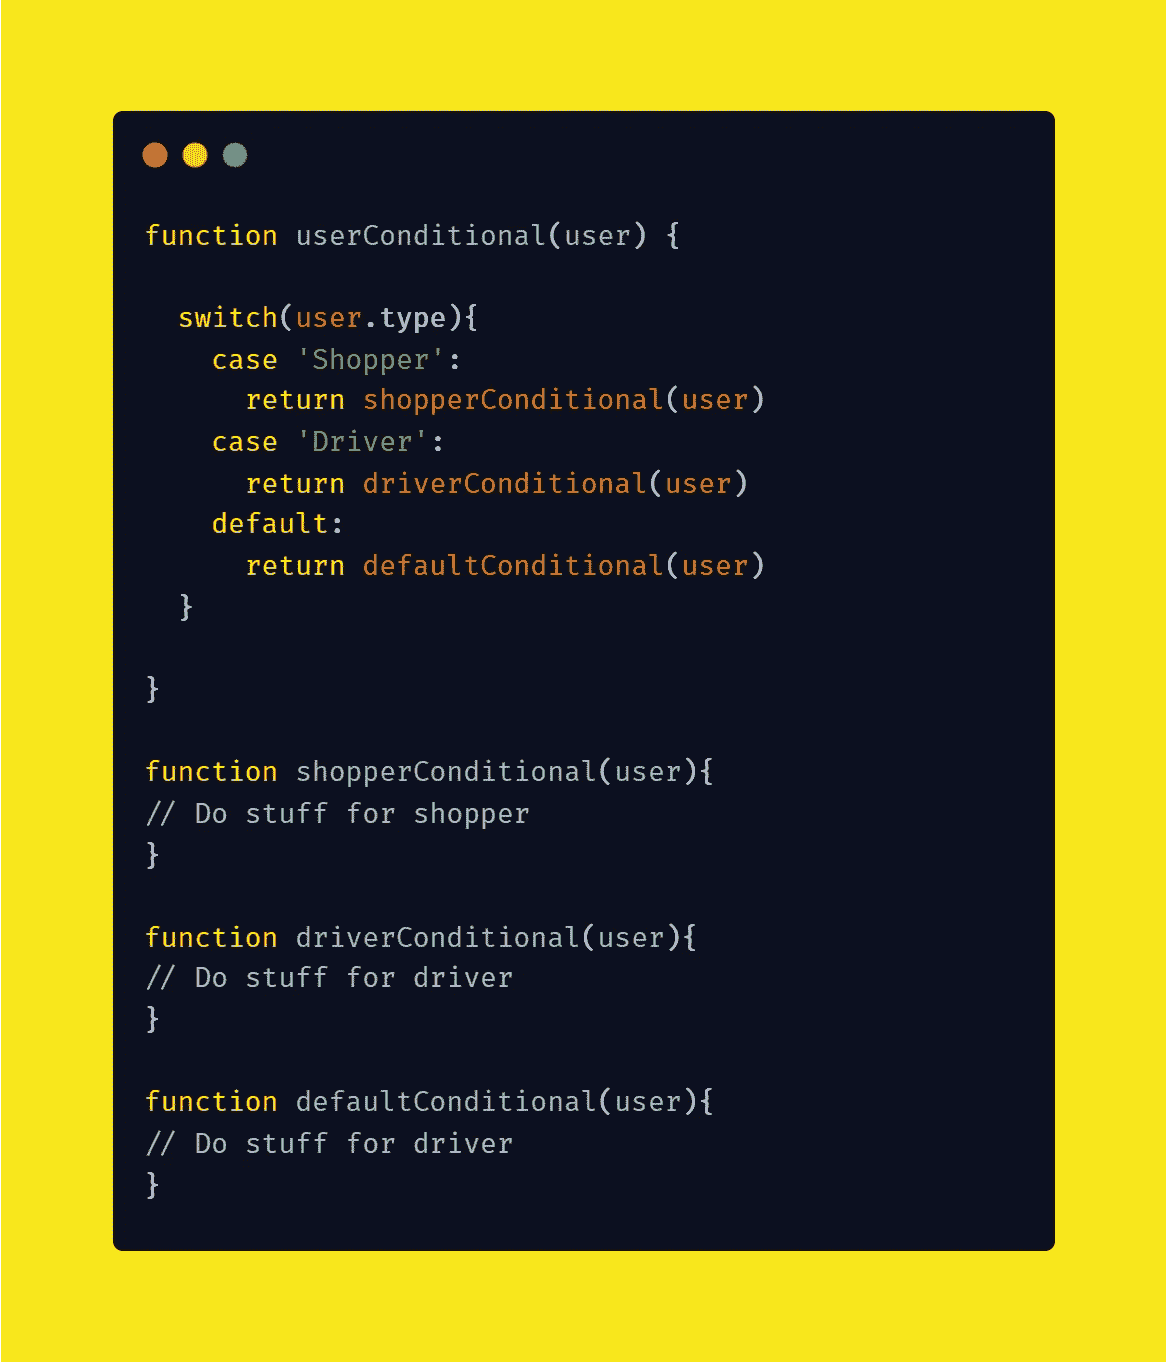 function userConditional(user) {
  switch(user.type){
    case 'Shopper':
      return shopperConditional(user)
    case 'Driver':
      return driverConditional(user)
    default:
      return defaultConditional(user)
  }
}
function shopperConditional(user){
// Do stuff for shopper
}
function driverConditional(user){
// Do stuff for driver
}
function defaultConditional(user){
// Do stuff for driver
}